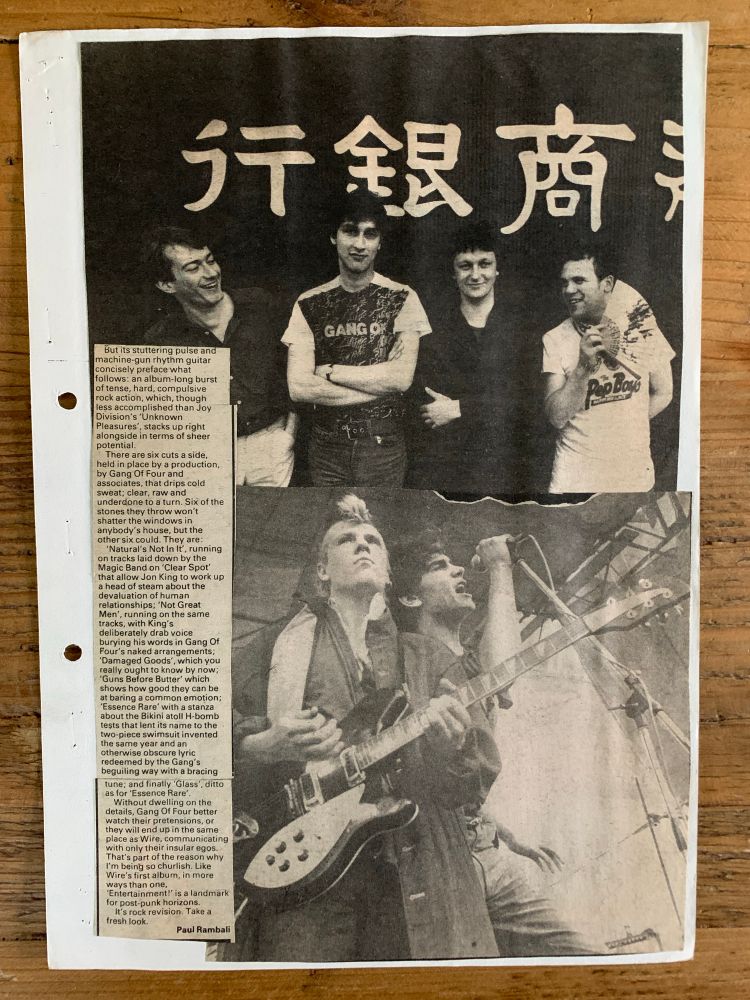 行銀商
GANG O
Pep Boys
But its stuttering pulse and
machine-gun rhythm guitar
concisely preface what
follows: an album-long burst
of tense, hard, compulsive
rock action, which, though
less accomplished than Joy
Division's 'Unknown
Pleasures', stacks up right
alongside in terms of sheer
potential.
There are six cuts a side,
held in place by a production,
by Gang Of Four and
associates, that drips cold
sweat; clear, raw and
underdone to a turn. Six of the
stones they throw won't
shatter the windows in
anybody's house, but the
other six could. They are:
'Natural's Not In It', running
on tracks laid down by the
Magic Band on 'Clear Spot'
that allow Jon King to work up
a head of steam about the
devaluation of human
relationships; 'Not Great
Men', running on the same
tracks, with King's
deliberately drab voice
burying his words in Gang Of
Four's naked arrangements;
'Damaged Goods', which you
really ought to know by now;
'Guns Before Butter' which
shows how good they can be
at baring a common emotion;
'Essence Rare' with a stanza
about the Bikini atoll H-bomb
tests that lent its name to the
two-piece swimsuit invented
the same year and an
otherwise obscure lyric
redeemed by the Gang's
beguiling way with a bracing
tune; and finally 'Glass', ditto
as for 'Essence Rare'.
Without dwelling on the
details, Gang Of Four better
watch their pretensions, or
they will end up in the same
place as Wire, communicating
with only their insular egos.
That's part of the reason why
I'm being so churlish. Like
Wire's first album, in more
ways than one,
'Entertainment!' is a landmark
for post-punk horizons.
It's rock revision. Take a
fresh look.
Paul Rambali